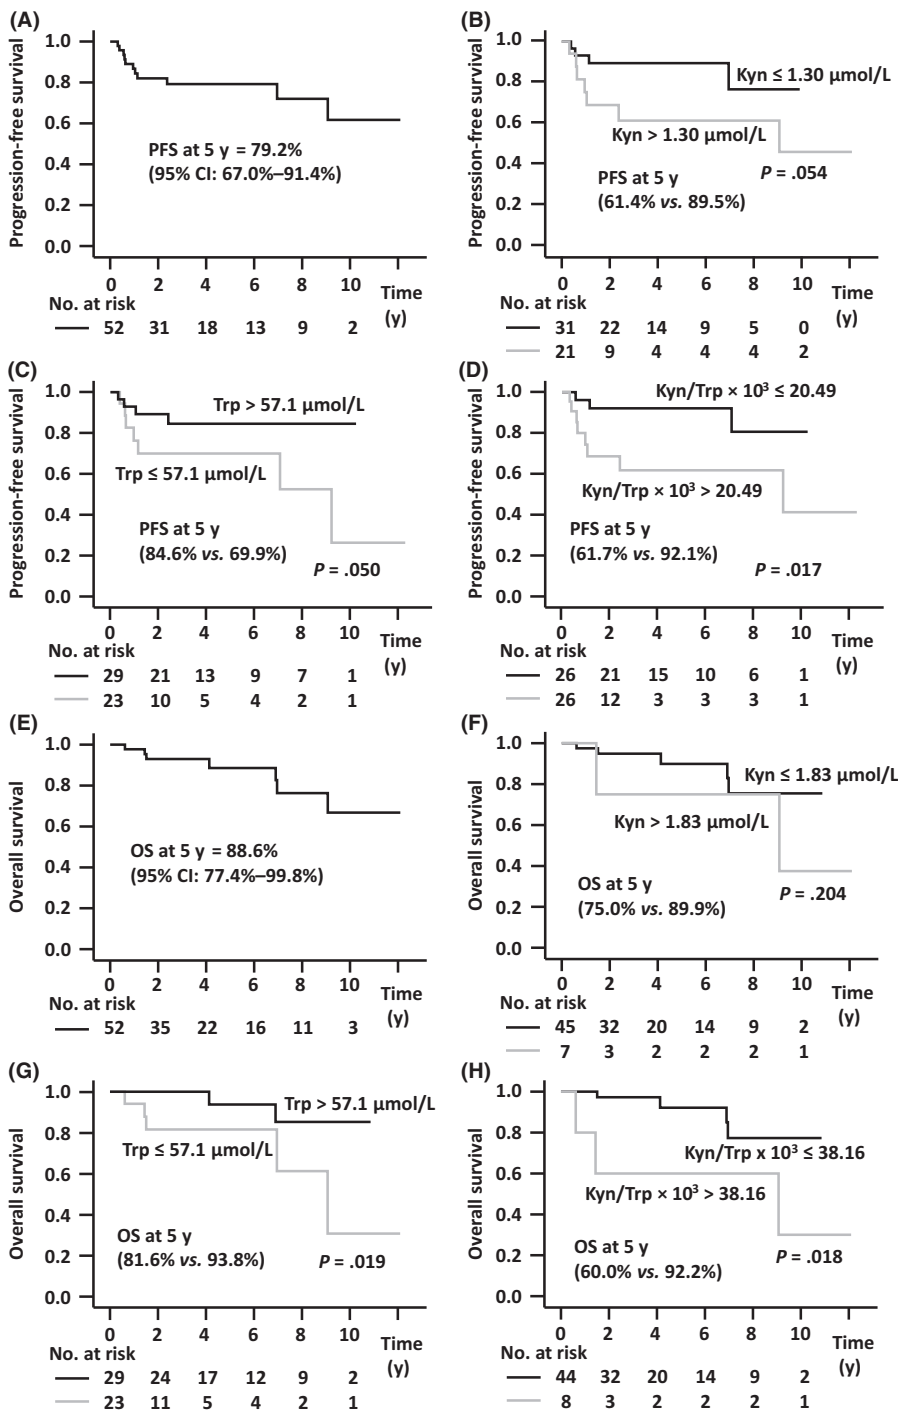 (A)
Progression-free survival
1.0
0.8
0.6
0.4
0.2
0.0
PFS at 5 y = 79.2%
(95% CI: 67.0%–91.4%)
0 2 4 6 8 10 Time
(y)
No. at risk
52 31 18 13 9 2
(B)
Progression-free survival
1.0
0.8
0.6
0.4
0.2
0.0
Kyn ≤ 1.30 μmol/L
Kyn > 1.30 μmol/L
P = .054
PFS at 5 y
(61.4% vs. 89.5%)
0 2 4 6 8 10 Time
(y)
No. at risk
31 22 14 9 5 0
21 9 4 4 4 2
(C)
Progression-free survival
1.0
0.8
0.6
0.4
0.2
0.0
Trp > 57.1 μmol/L
Trp ≤ 57.1 μmol/L
PFS at 5 y
(84.6% vs. 69.9%)
P = .050
0 2 4 6 8 10 Time
(y)
No. at risk
29 21 13 9 7 1
23 10 5 4 2 1
(D)
Progression-free survival
1.0
0.8
0.6
0.4
0.2
0.0
Kyn/Trp × 10³ ≤ 20.49
Kyn/Trp × 10³ > 20.49
PFS at 5 y
(61.7% vs. 92.1%)
P = .017
0 2 4 6 8 10 Time
(y)
No. at risk
26 21 15 10 6 1
26 12 3 3 3 1
(E)
Overall survival
1.0
0.8
0.6
0.4
0.2
0.0
OS at 5 y = 88.6%
(95% CI: 77.4%–99.8%)
0 2 4 6 8 10 Time
(y)
No. at risk
52 35 22 16 11 3
(F)
Overall survival
1.0
0.8
0.6
0.4
0.2
0.0
Kyn ≤ 1.83 μmol/L
Kyn > 1.83 μmol/L
OS at 5 y
(75.0% vs. 89.9%)
P = .204
0 2 4 6 8 10 Time
(y)
No. at risk
45 32 20 14 9 2
7 3 2 2 2 1
(G)
Overall survival
1.0
0.8
0.6
0.4
0.2
0.0
Trp > 57.1 μmol/L
Trp ≤ 57.1 μmol/L
OS at 5 y
(81.6% vs. 93.8%)
P = .019
0 2 4 6 8 10 Time
(y)
No. at risk
29 24 17 12 9 2
23 11 5 4 2 1
(H)
Overall survival
1.0
0.8
0.6
0.4
0.2
0.0
Kyn/Trp x 10³ ≤ 38.16
Kyn/Trp × 10³ > 38.16
OS at 5 y
(60.0% vs. 92.2%)
P = .018
0 2 4 6 8 10 Time
(y)
No. at risk
44 32 20 14 9 2
8 3 2 2 2 1